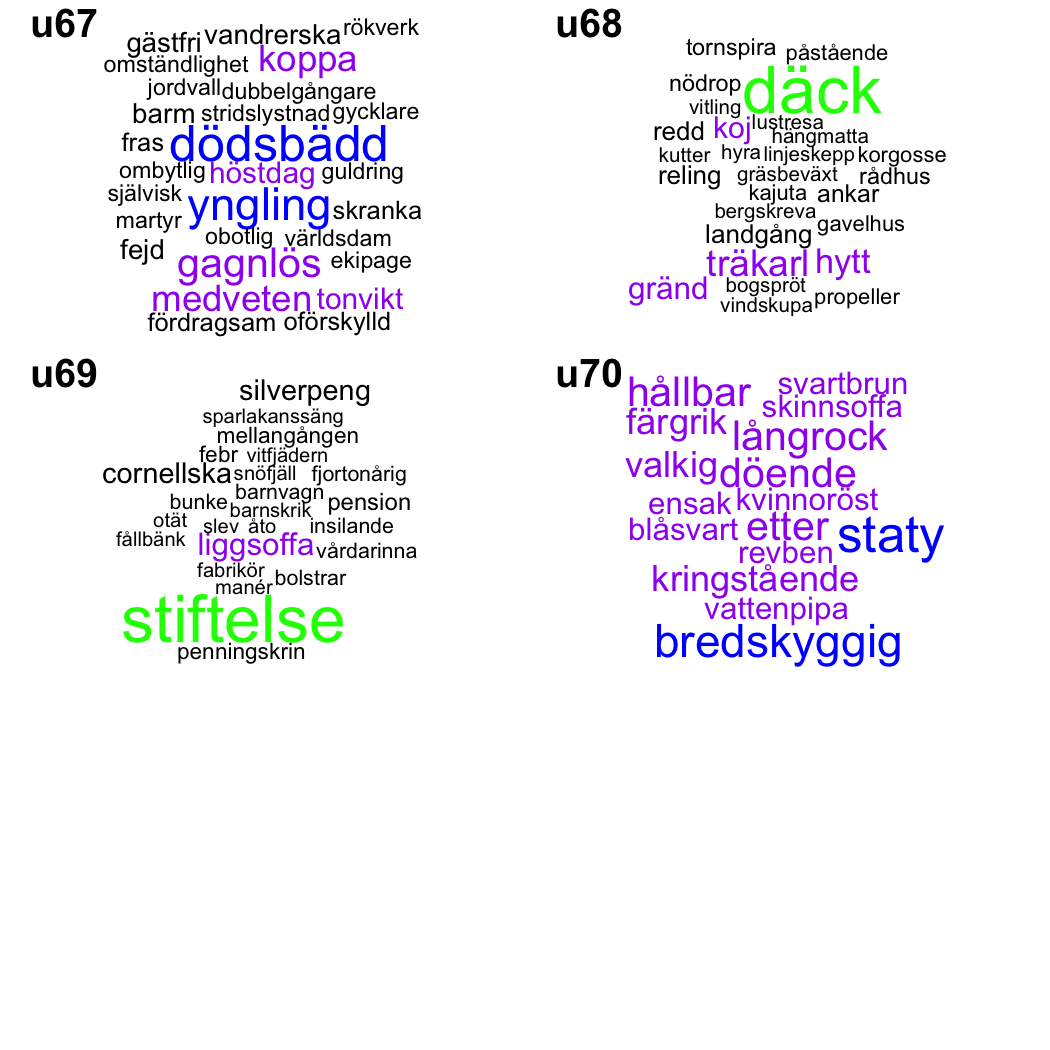 u67
gästfri vandrerska rökverk
omständlighet koppa
jordvall dubbelgångare
barm stridslystnad gycklare
fras dödsbädd
ombytlig höstdag guldring
självisk yngling
martyr skranka
fejd obotlig världsdam
gagnlös ekipage
medveten tonvikt
fördragsam oförskylld
u68
tornspira påstående
nödrop däck
vitling
redd koj lustresa
hängmatta
kutter hyra linjeskepp korgosse
reling gräsbeväxt rådhus
kajuta ankar
bergskreva gavelhus
landgång
träkarl hytt
gränd bogspröt
vindskupa propeller
u69
silverpeng
sparlakanssäng
mellangången
febr vitfjädern
cornellska snöfjäll fjortonårig
barnvagn
bunke barnskrik pension
otät slev åto insilande
fållbänk liggsoffa vårdarinna
fabrikör bolstrar
manér
stiftelse
penningskrin
u70
hållbar svartbrun
färgrik skinnsoffa
långrock
valkig döende
ensak kvinnoröst
blåsvart etter staty
revben
kringstående
vattenpipa
bredskyggig